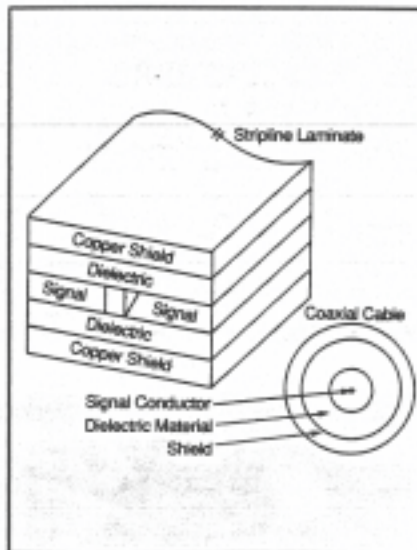 Stripline Laminate
Copper Shield
Dielectric
Signal Signal
Dielectric
Copper Shield
Coaxial Cable
Signal Conductor
Dielectric Material
Shield